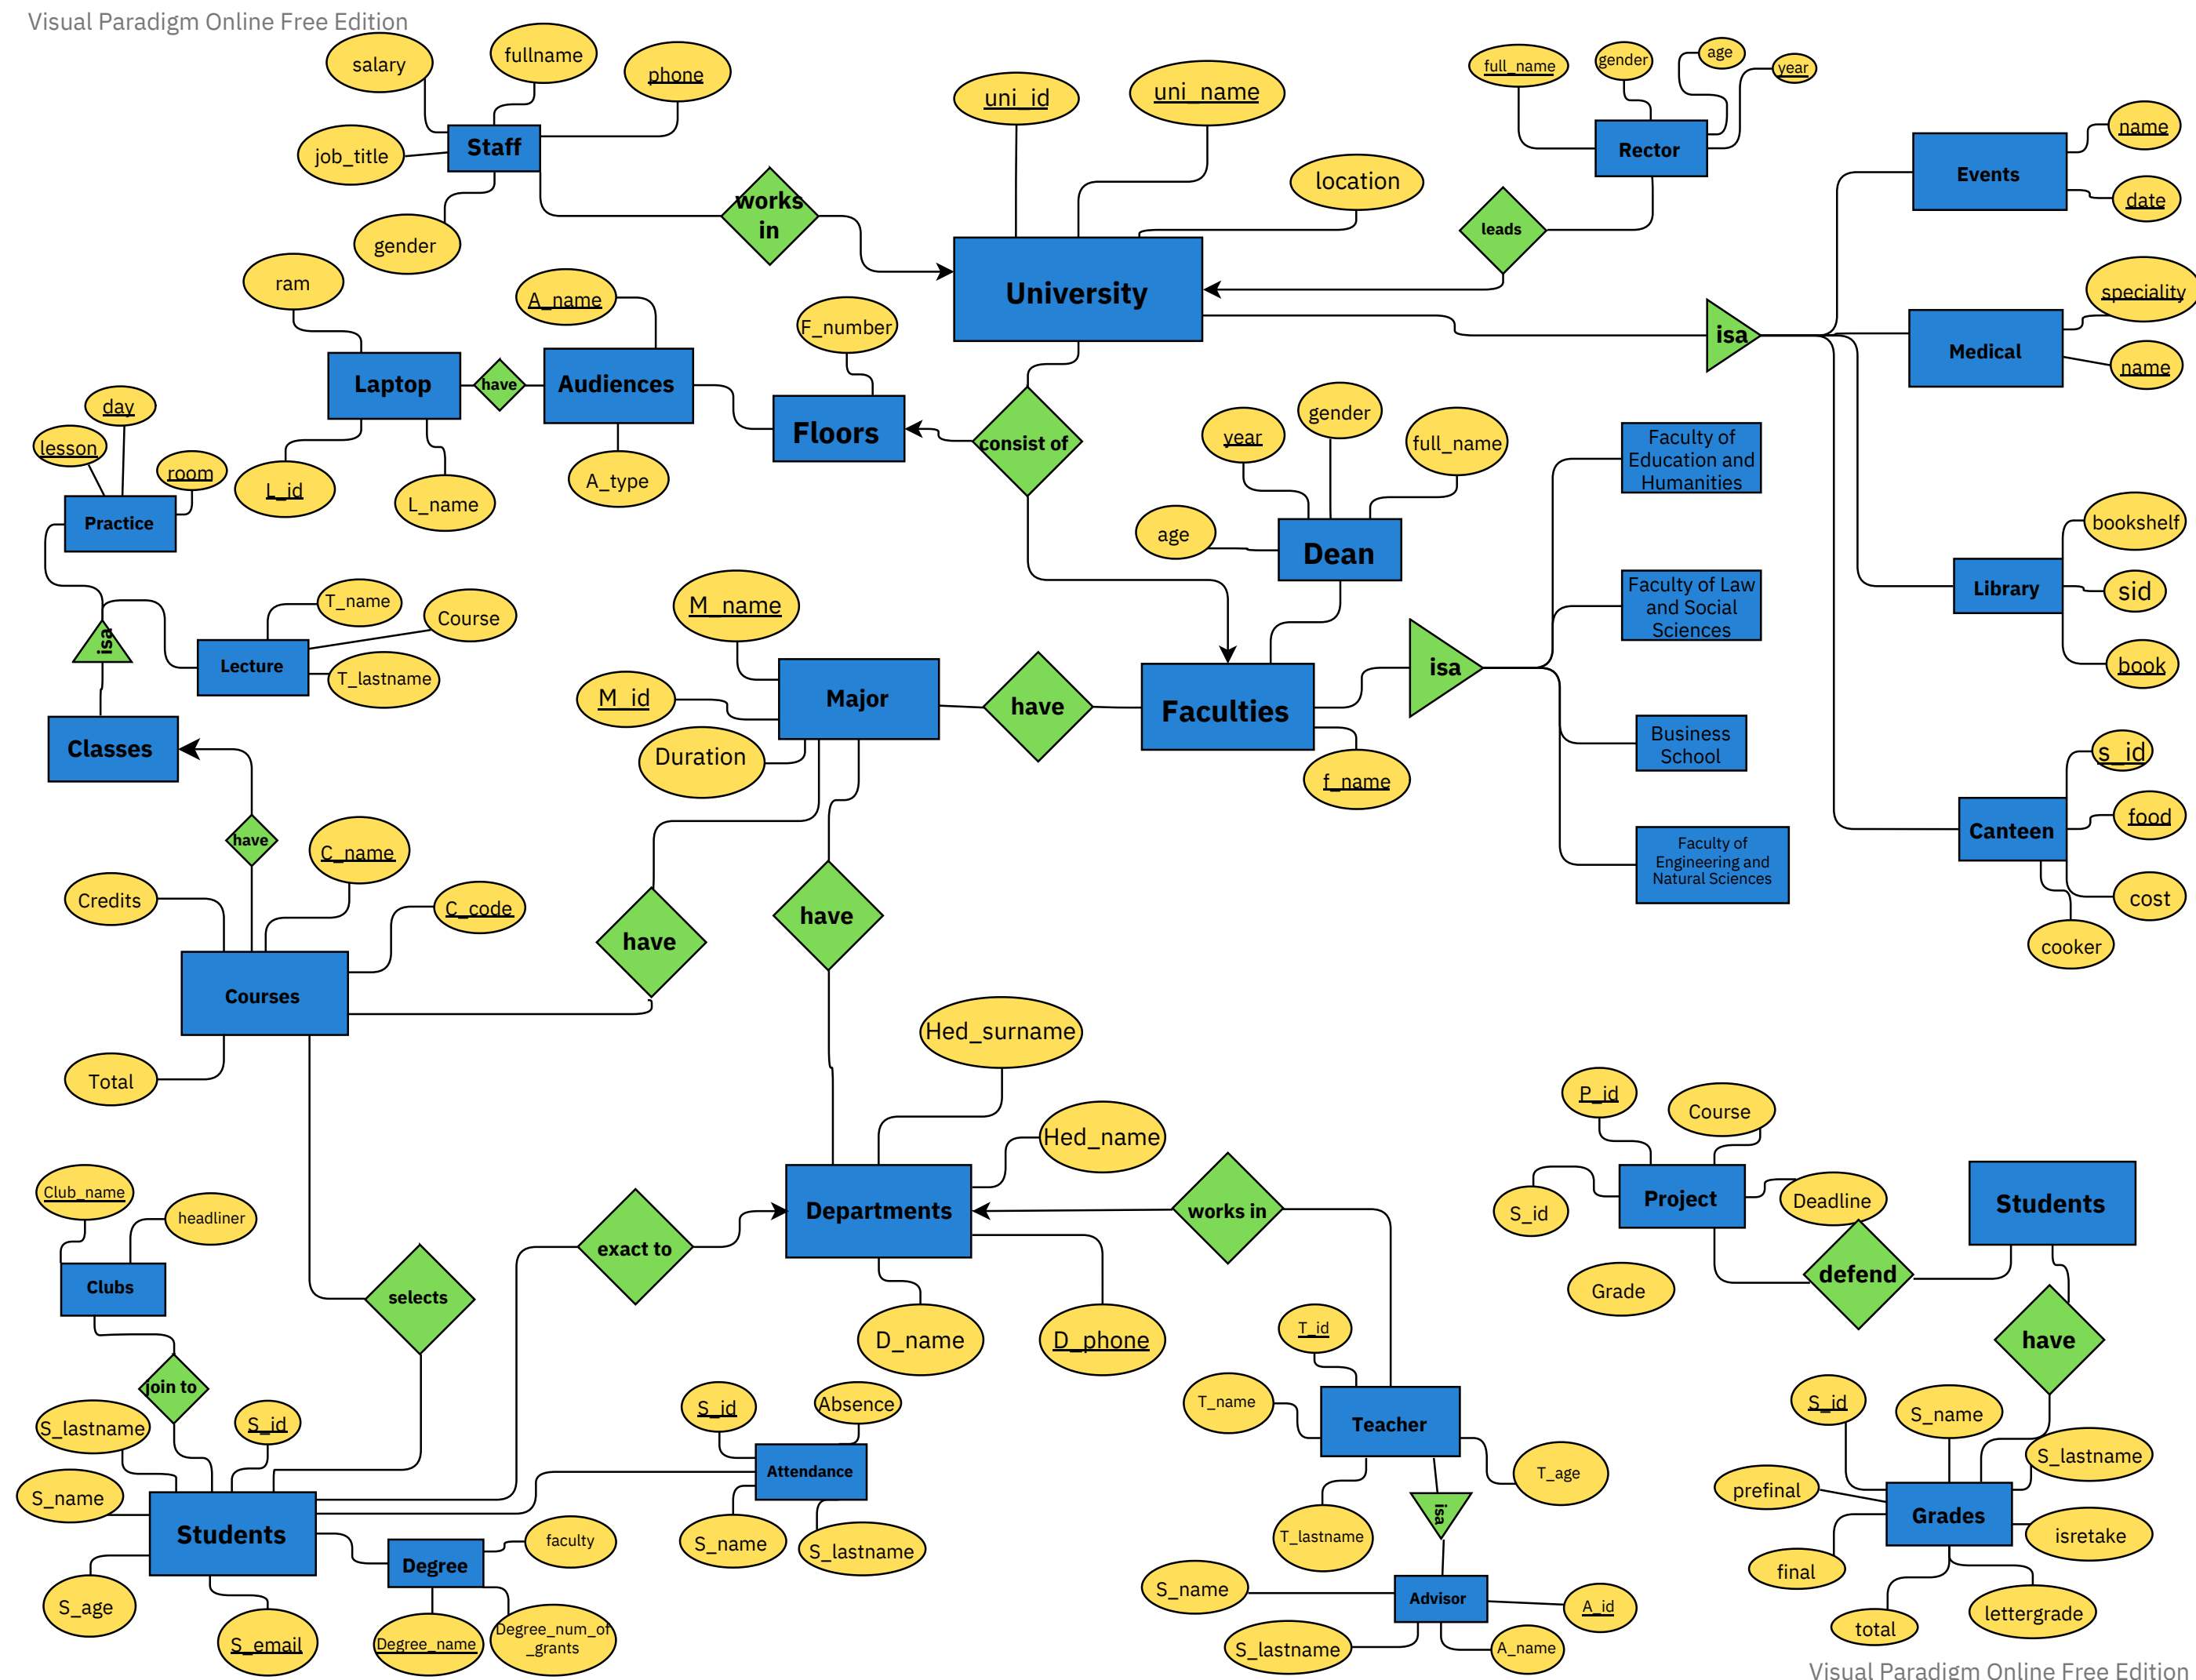 Visual Paradigm Online Free Edition
salary
fullname
phone
Staff
job_title
gender
works
in
uni_id
uni_name
location
University
full_name
gender
age
year
Rector
leads
Events
name
date
isa
Medical
speciality
name
ram
Laptop
L_id
L_name
have
A_name
Audiences
A_type
F_number
Floors
consist of
day
lesson
room
Practice
year
gender
full_name
age
Dean
Faculty of
Education and
Humanities
Faculty of Law
and Social
Sciences
Business
School
Faculty of
Engineering and
Natural Sciences
bookshelf
sid
book
Library
isa
T_name
Course
T_lastname
Lecture
Classes
M_name
M_id
Duration
Major
have
Faculties
isa
f_name
s_id
food
cost
cooker
Canteen
have
C_name
Credits
C_code
Courses
Total
have
have
Hed_surname
Hed_name
Departments
D_name
D_phone
works in
exact to
selects
P_id
Course
S_id
Project
Deadline
Grade
defend
Students
have
Club_name
headliner
Clubs
join to
S_lastname
S_id
S_name
Students
S_age
S_email
Degree
faculty
Degree_name
Degree_num_of
_grants
S_id
Absence
Attendance
S_name
S_lastname
T_id
T_name
Teacher
T_age
T_lastname
isa
S_name
Advisor
A_id
S_lastname
A_name
S_id
S_name
S_lastname
prefinal
Grades
isretake
final
total
lettergrade
Visual Paradigm Online Free Edition